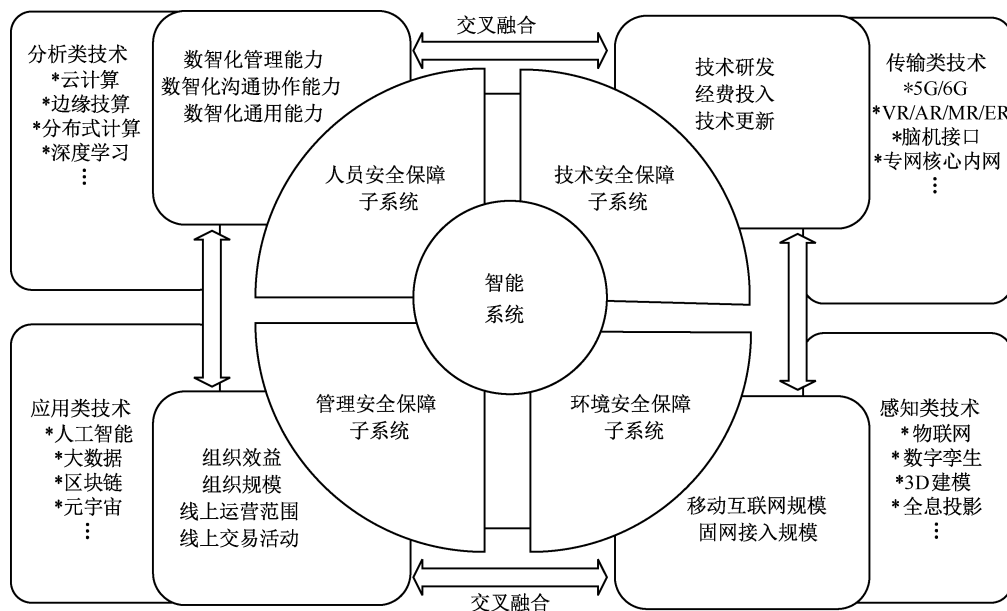 交叉融合
分析类技术
*云计算
*边缘技算
*分布式计算
*深度学习
⋮
数智化管理能力
数智化沟通协作能力
数智化通用能力
技术研发
经费投入
技术更新
传输类技术
*5G/6G
*VR/AR/MR/ER
*脑机接口
*专网核心内网
⋮
人员安全保障
子系统
技术安全保障
子系统
智能
系统
管理安全保障
子系统
环境安全保障
子系统
应用类技术
*人工智能
*大数据
*区块链
*元宇宙
⋮
组织效益
组织规模
线上运营范围
线上交易活动
移动互联网规模
固网接入规模
感知类技术
*物联网
*数字孪生
*3D建模
*全息投影
⋮
交叉融合